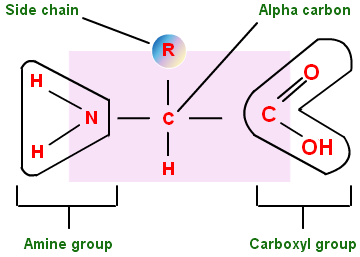 Side chain
Alpha carbon
R
H
O
N
C
C
H
OH
H
Amine group
Carboxyl group